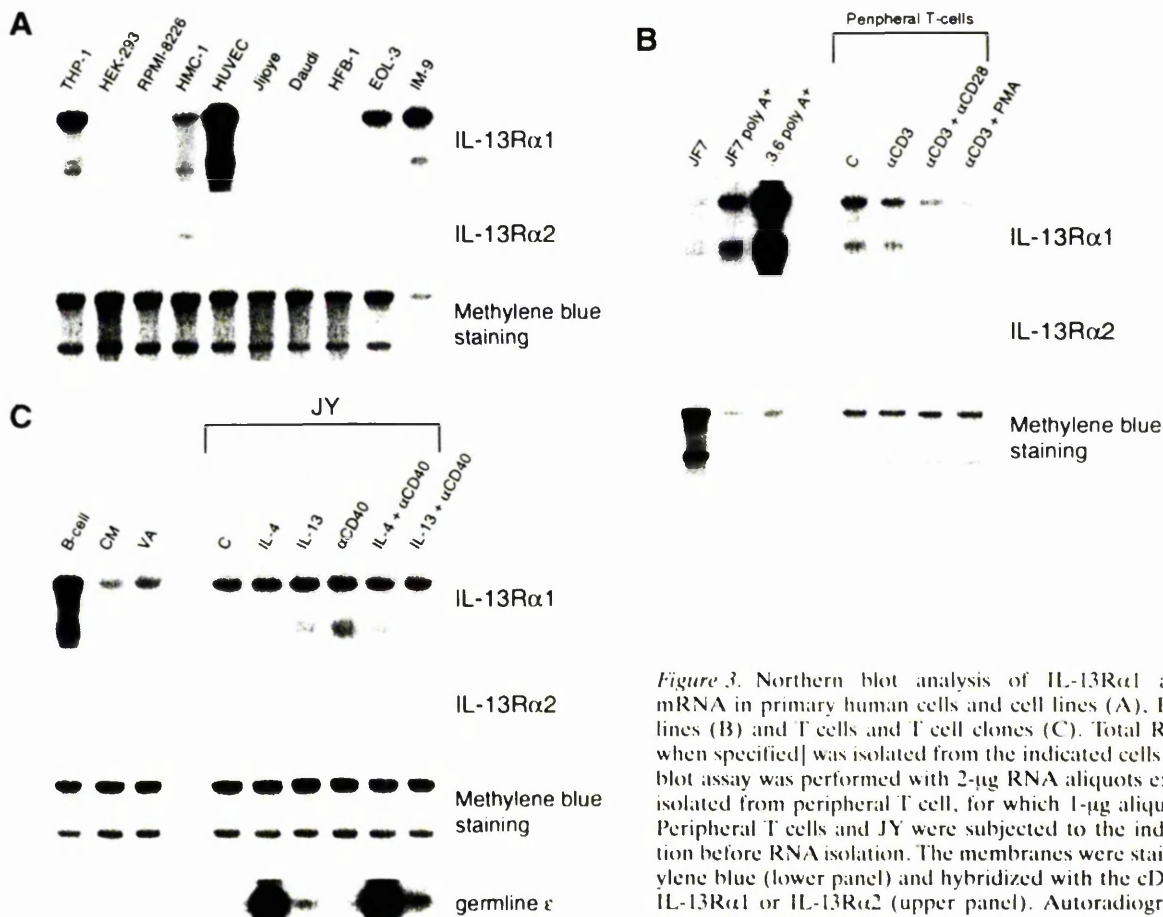 A
THP-1
HEK-293
RPMI-8226
HMC-1
HUVEC
Jijoye
Daudi
HFB-1
EOL-3
IM-9
IL-13Rα1
IL-13Rα2
Methylene blue
staining
B
Peripheral T-cells
JF7
JF7 poly A+
3.6 poly A+
C
αCD3
αCD3 + αCD28
αCD3 + PMA
IL-13Rα1
IL-13Rα2
Methylene blue
staining
C
JY
B-cell
CM
VA
C
IL-4
IL-13
αCD40
IL-4 + αCD40
IL-13 + αCD40
IL-13Rα1
IL-13Rα2
Methylene blue
staining
germline ε
Figure 3. Northern blot analysis of IL-13Rα1 a
mRNA in primary human cells and cell lines (A), B
lines (B) and T cells and T cell clones (C). Total R
when specified] was isolated from the indicated cells
blot assay was performed with 2-μg RNA aliquots e
isolated from peripheral T cell, for which 1-μg aliqu
Peripheral T cells and JY were subjected to the ind
tion before RNA isolation. The membranes were stai
ylene blue (lower panel) and hybridized with the cD
IL-13Rα1 or IL-13Rα2 (upper panel). Autoradiogr